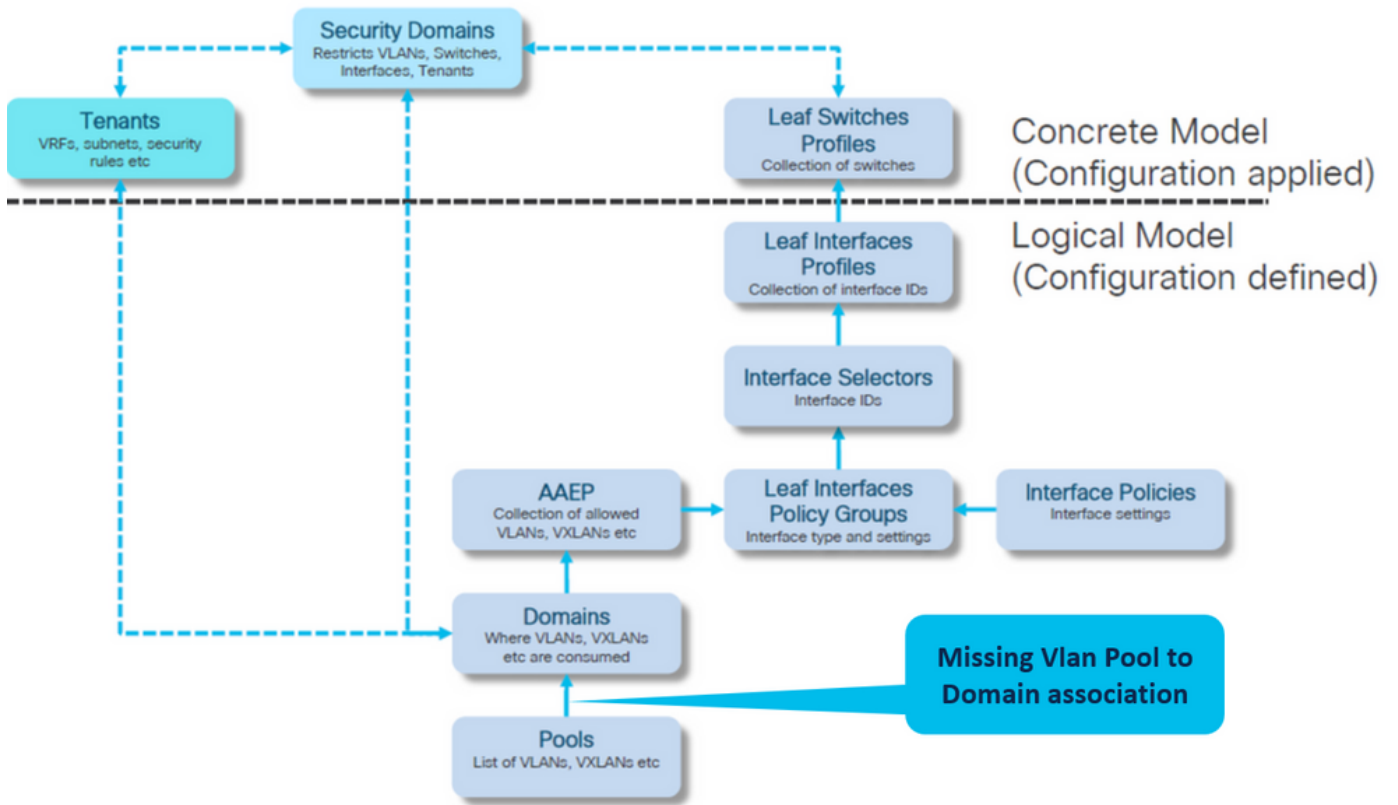 Security Domains
Restricts VLANs, Switches,
Interfaces, Tenants
Tenants
VRFs, subnets, security
rules etc
Leaf Switches
Profiles
Collection of switches
Concrete Model
(Configuration applied)
Logical Model
(Configuration defined)
Leaf Interfaces
Profiles
Collection of interface IDs
Interface Selectors
Interface IDs
AAEP
Collection of allowed
VLANs, VXLANs etc
Leaf Interfaces
Policy Groups
Interface type and settings
Interface Policies
Interface settings
Domains
Where VLANs, VXLANs
etc are consumed
Missing Vlan Pool to
Domain association
Pools
List of VLANs, VXLANs etc